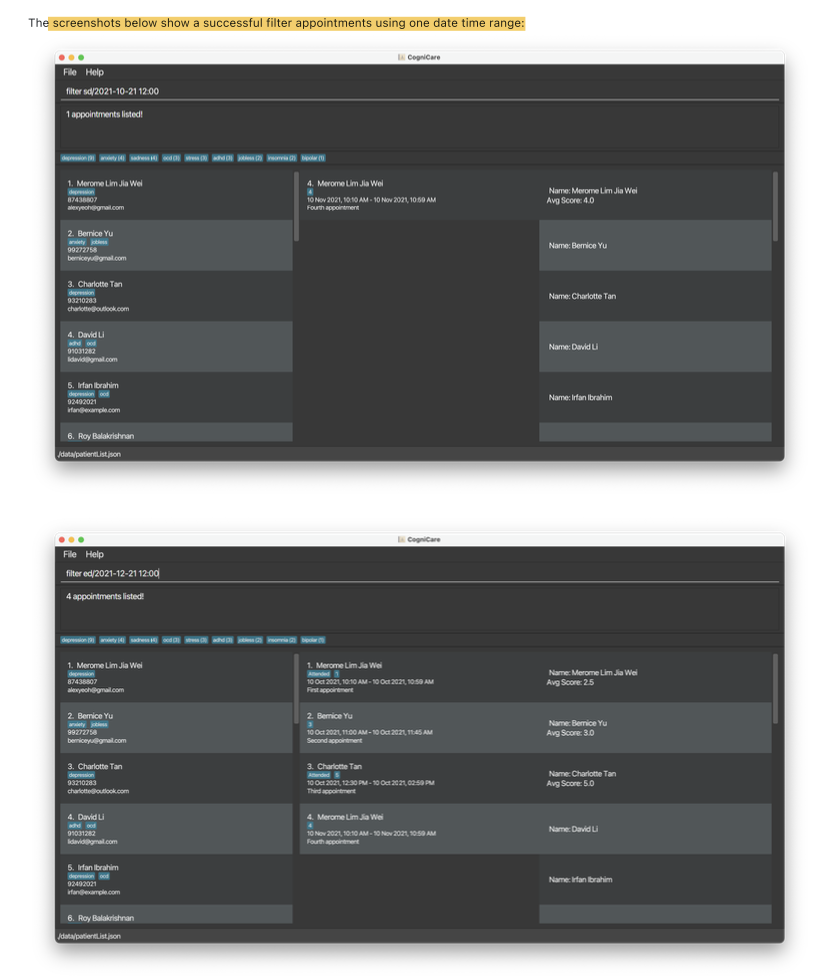 The screenshots below show a successful filter appointments using one date time range:
CogniCare
File Help
filter sd/2021-10-21 12:00
1 appointments listed!
depression (9) anxiety (4) sadness (4) ocd (3) stress (3) adhd (3) jobless (2) insomnia (2) bipolar (1)
1. Merome Lim Jia Wei
depression
87438807
alexyeoh@gmail.com
2. Bernice Yu
anxiety jobless
99272758
berniceyu@gmail.com
3. Charlotte Tan
depression
93210283
charlotte@outlook.com
4. David Li
adhd ocd
91031282
lidavid@gmail.com
5. Irfan Ibrahim
depression ocd
92492021
irfan@example.com
6. Roy Balakrishnan
4. Merome Lim Jia Wei
4
10 Nov 2021, 10:10 AM - 10 Nov 2021, 10:59 AM
Fourth appointment
Name: Merome Lim Jia Wei
Avg Score: 4.0
Name: Bernice Yu
Name: Charlotte Tan
Name: David Li
Name: Irfan Ibrahim
./data/patientList.json
CogniCare
File Help
filter ed/2021-12-21 12:00
4 appointments listed!
depression (9) anxiety (4) sadness (4) ocd (3) stress (3) adhd (3) jobless (2) insomnia (2) bipolar (1)
1. Merome Lim Jia Wei
depression
87438807
alexyeoh@gmail.com
2. Bernice Yu
anxiety jobless
99272758
berniceyu@gmail.com
3. Charlotte Tan
depression
93210283
charlotte@outlook.com
4. David Li
adhd ocd
91031282
lidavid@gmail.com
5. Irfan Ibrahim
depression ocd
92492021
irfan@example.com
6. Roy Balakrishnan
1. Merome Lim Jia Wei
Attended 1
10 Oct 2021, 10:10 AM - 10 Oct 2021, 10:59 AM
First appointment
2. Bernice Yu
3
10 Oct 2021, 11:00 AM - 10 Oct 2021, 11:45 AM
Second appointment
3. Charlotte Tan
Attended 5
10 Oct 2021, 12:30 PM - 10 Oct 2021, 02:59 PM
Third appointment
4. Merome Lim Jia Wei
4
10 Nov 2021, 10:10 AM - 10 Nov 2021, 10:59 AM
Fourth appointment
Name: Merome Lim Jia Wei
Avg Score: 2.5
Name: Bernice Yu
Avg Score: 3.0
Name: Charlotte Tan
Avg Score: 5.0
Name: David Li
Name: Irfan Ibrahim
./data/patientList.json